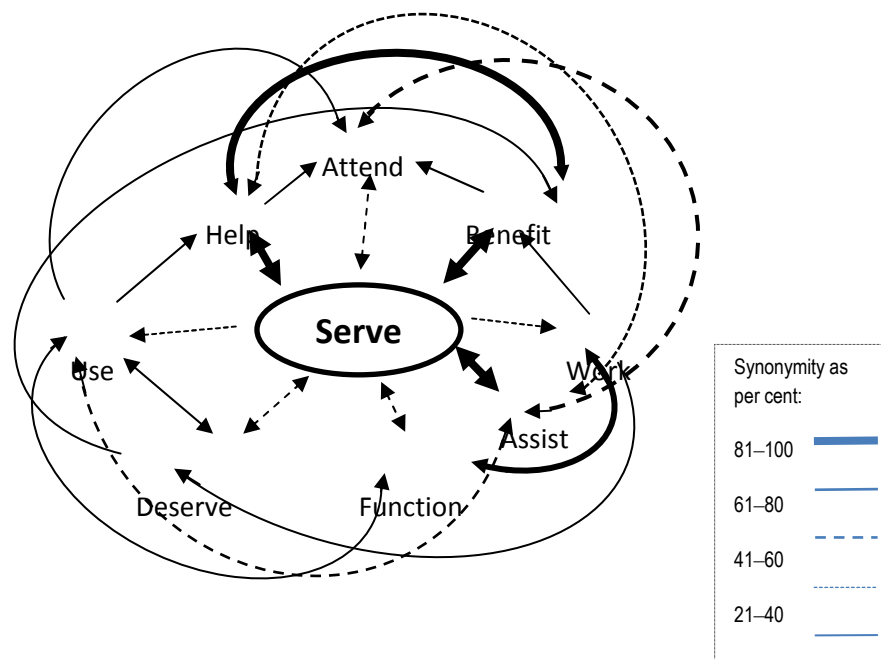 Attend
Help
Benefit
Serve
Use
Work
Assist
Deserve
Function
Synonymity as
per cent:
81–100
61–80
41–60
21–40